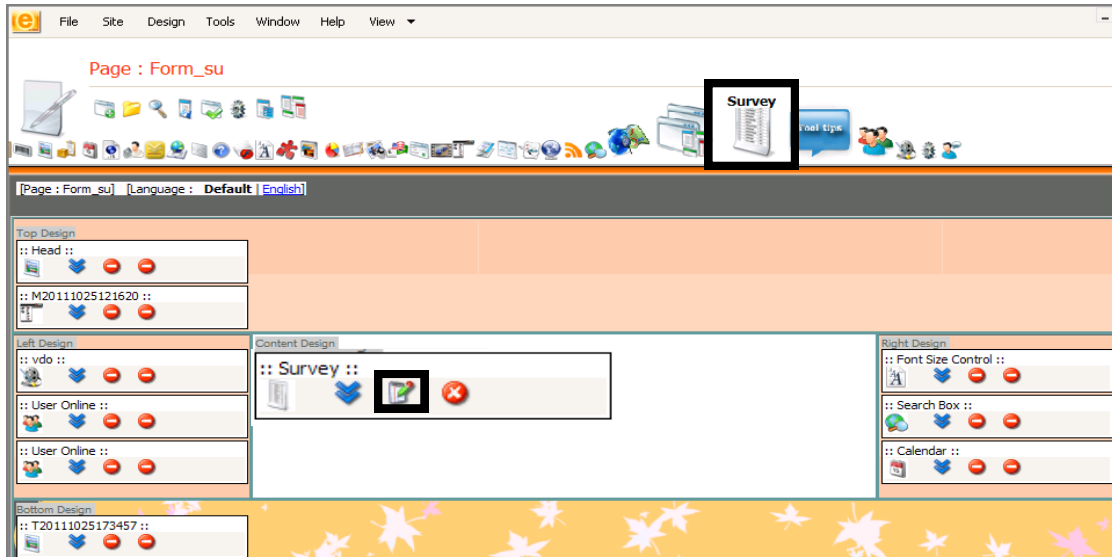 File Site Design Tools Window Help View
Page : Form_su
Survey
Tool tips
[Page : Form_su] [Language : Default | English]
Top Design
:: Head ::
:: M20111025121620 ::
Left Design
:: vdo ::
:: User Online ::
:: User Online ::
Content Design
:: Survey ::
Right Design
:: Font Size Control ::
:: Search Box ::
:: Calendar ::
Bottom Design
:: T20111025173457 ::